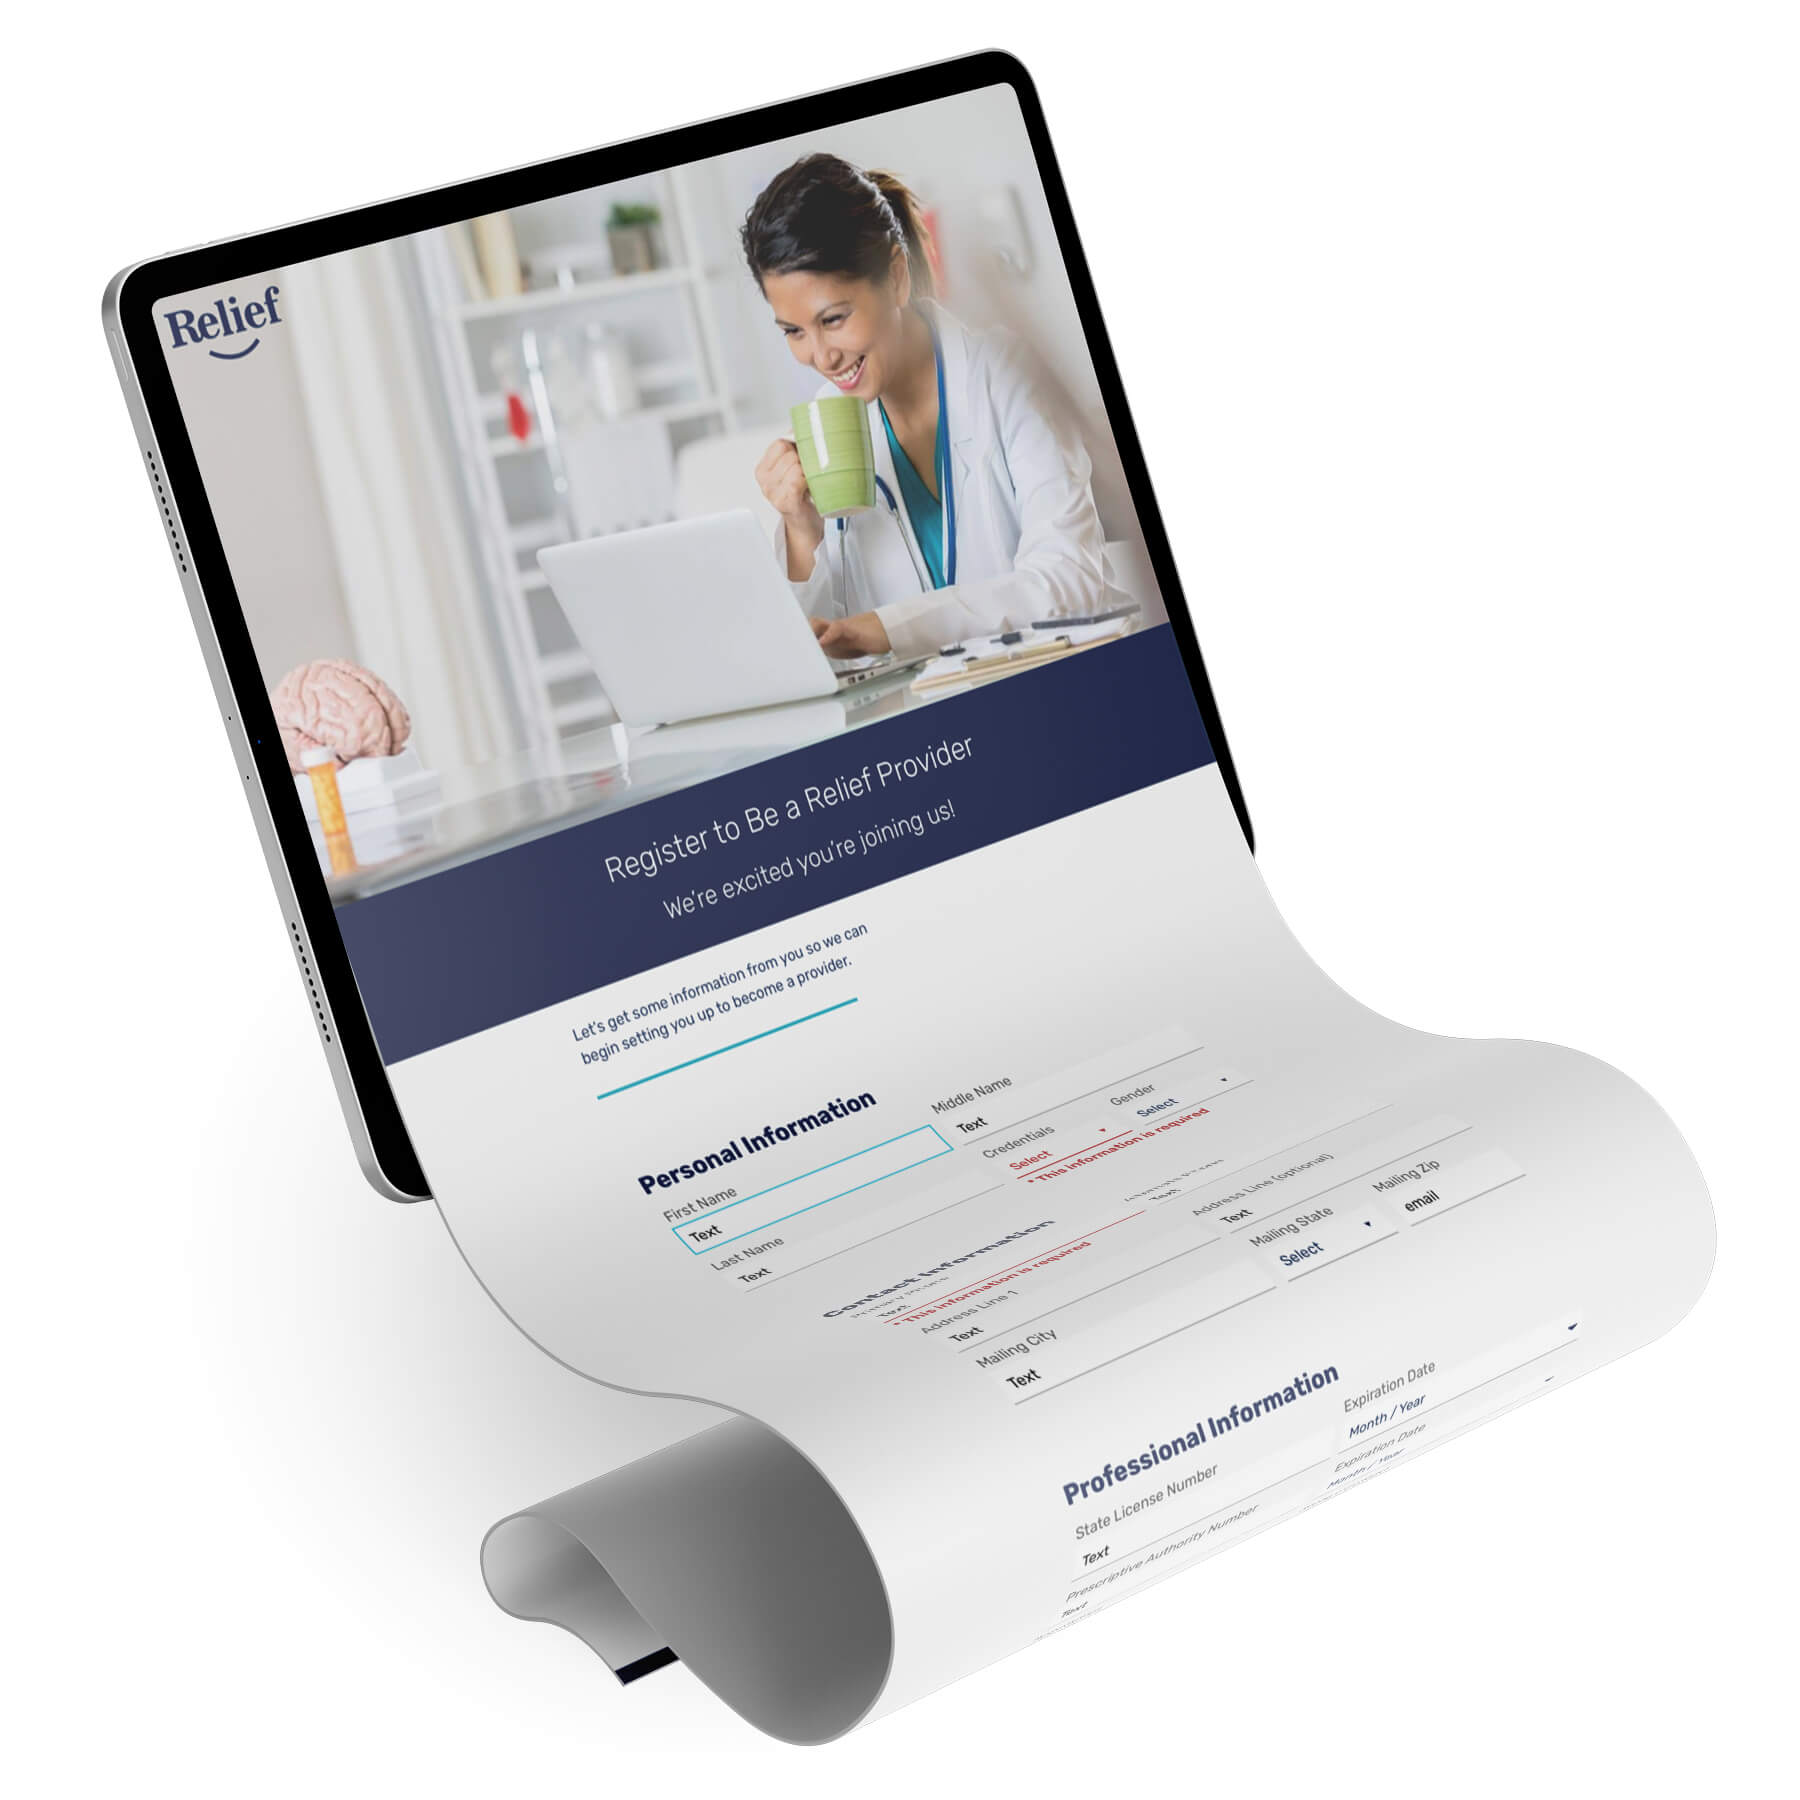 Relief
Register to Be a Relief Provider
We're excited you're joining us!
Let's get some information from you so we can
begin setting you up to become a provider.
Personal Information
First Name
Text
Middle Name
Text
Last Name
Text
Credentials
Select
* This information is required
Gender
Select
Contact Information
Primary Phone
Text
* This information is required
Text
Address Line 1
Text
Address Line (optional)
Text
Mailing City
Text
Mailing State
Select
Mailing Zip
email
Professional Information
State License Number
Text
Expiration Date
Month / Year
Prescriptive Authority Number
Text
Expiration Date
Month / Year